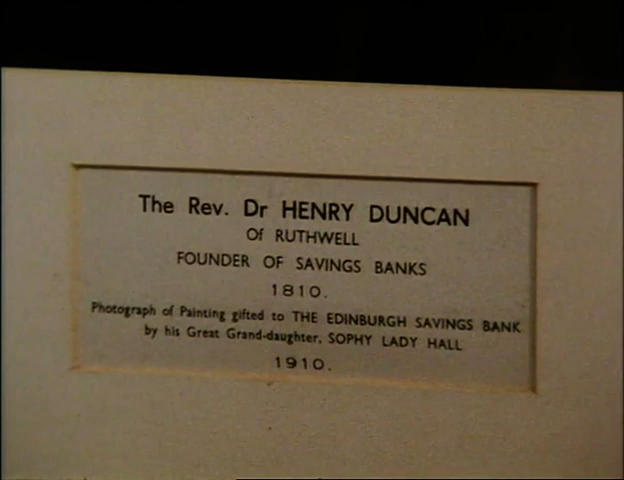 The Rev. Dr HENRY DUNCAN
Of RUTHWELL
FOUNDER OF SAVINGS BANKS
1810.
Photograph of Painting gifted to THE EDINBURGH SAVINGS BANK
by his Great Grand-daughter, SOPHY LADY HALL
1910.